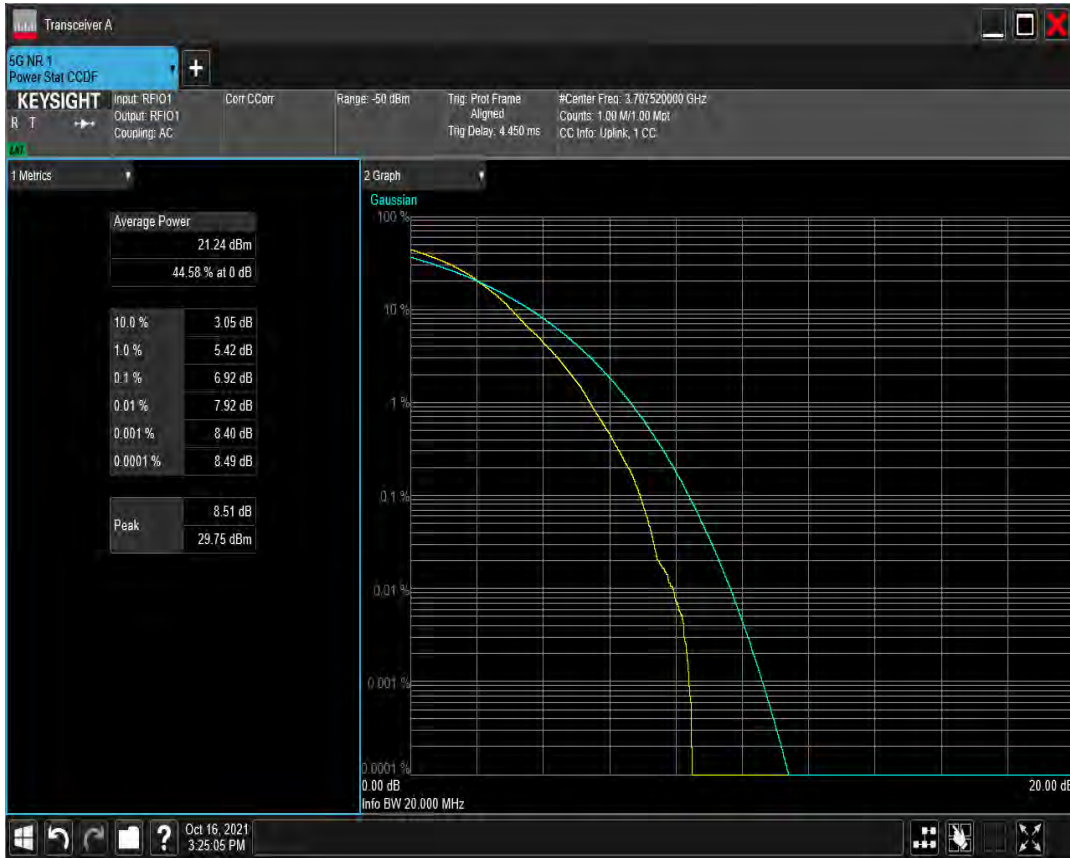 Transceiver A
5G NR 1
Power Stat CCDF
+
KEYSIGHT
R T
LXI
Input: RFIO1
Output: RFIO1
Coupling: AC
Corr CCorr
Range: -50 dBm
Trig: Prot Frame
Aligned
Trig Delay: 4.450 ms
#Center Freq: 3.707520000 GHz
Counts: 1.00 M/1.00 Mpt
CC Info: Uplink, 1 CC
1 Metrics
Average Power
21.24 dBm
44.58 % at 0 dB
10.0 % 3.05 dB
1.0 % 5.42 dB
0.1 % 6.92 dB
0.01 % 7.92 dB
0.001 % 8.40 dB
0.0001 % 8.49 dB
Peak 8.51 dB
29.75 dBm
2 Graph
Gaussian
100 %
10 %
1 %
0.1 %
0.01 %
0.001 %
0.0001 %
0.00 dB 20.00 dB
Info BW 20.000 MHz
?
Oct 16, 2021
3:25:05 PM